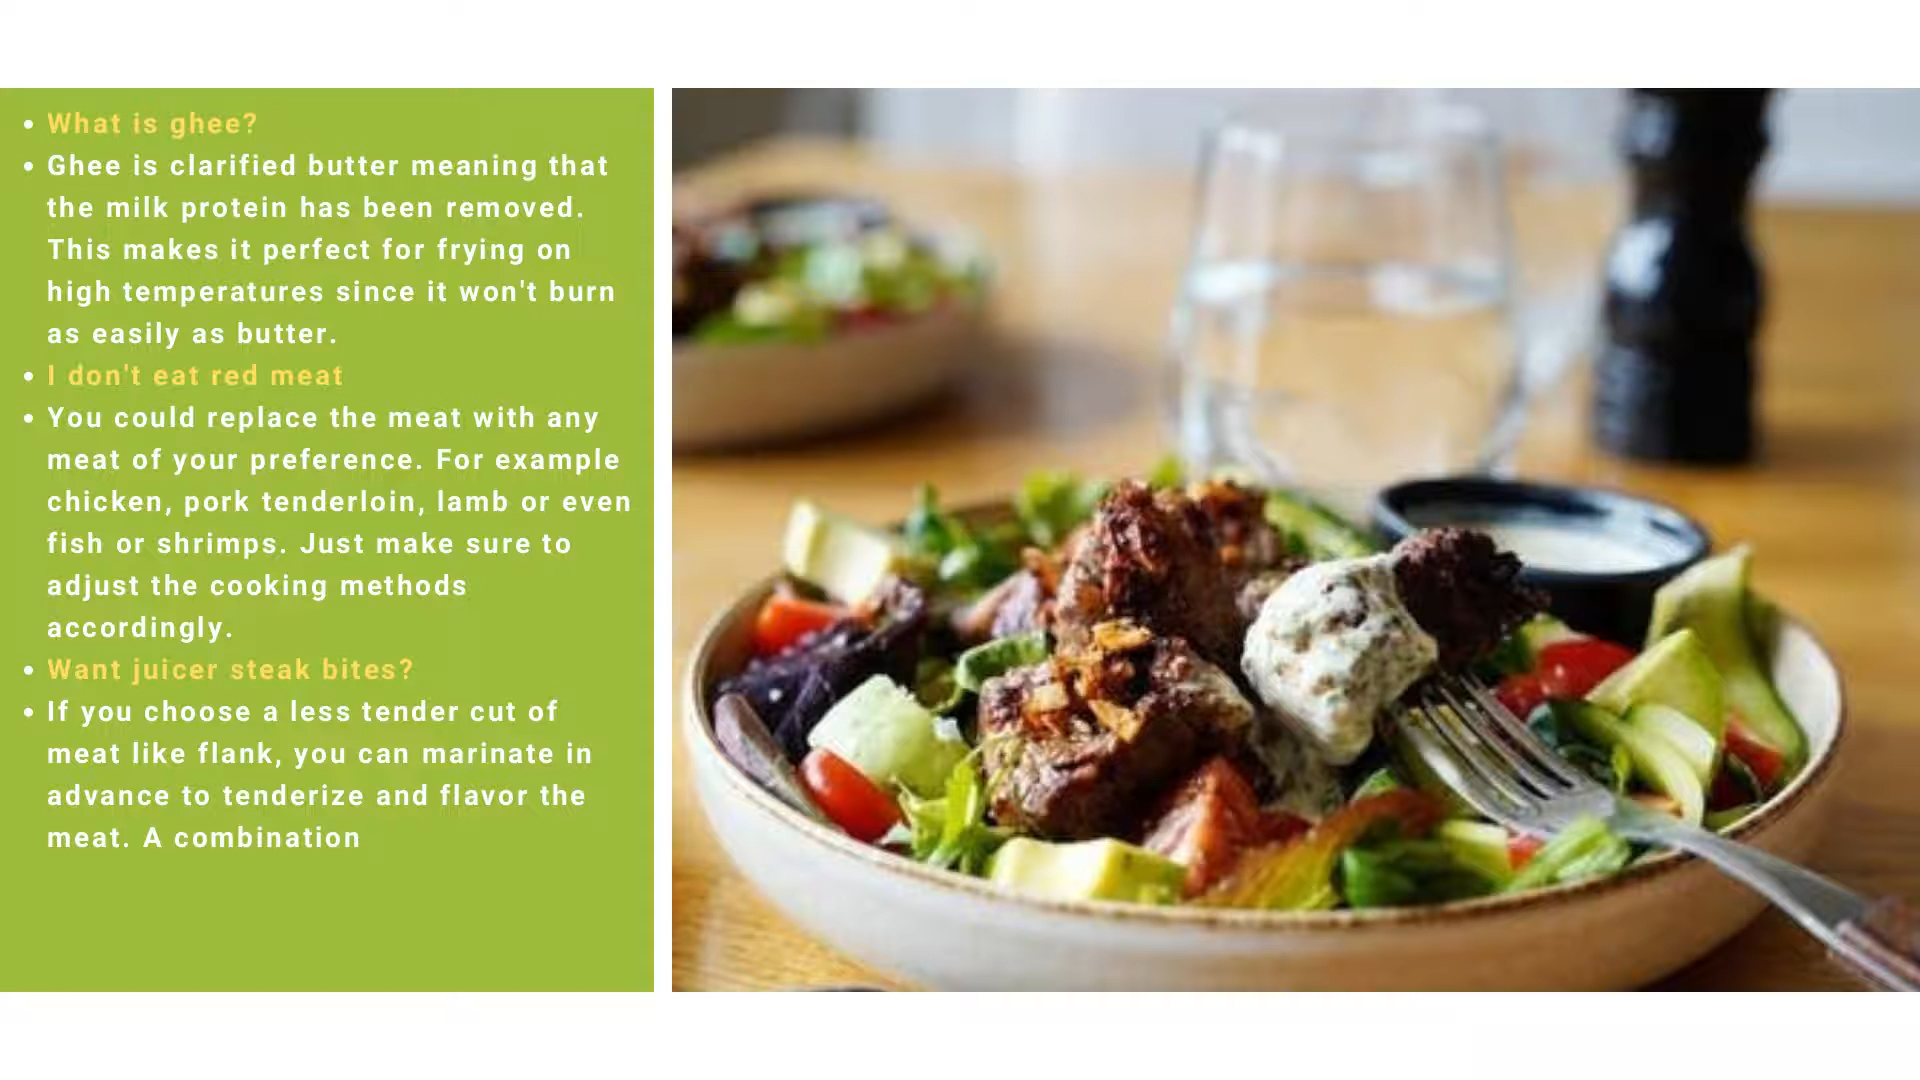 What is ghee?
Ghee is clarified butter meaning that
the milk protein has been removed.
This makes it perfect for frying on
high temperatures since it won't burn
as easily as butter.
I don't eat red meat
You could replace the meat with any
meat of your preference. For example
chicken, pork tenderloin, lamb or even
fish or shrimps. Just make sure to
adjust the cooking methods
accordingly.
Want juicer steak bites?
If you choose a less tender cut of
meat like flank, you can marinate in
advance to tenderize and flavor the
meat. A combination